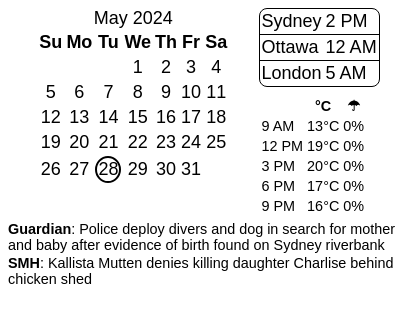 May 2024
Su Mo Tu We Th Fr Sa
1 2 3 4
5 6 7 8 9 10 11
12 13 14 15 16 17 18
19 20 21 22 23 24 25
26 27 28 29 30 31
Sydney 2 PM
Ottawa 12 AM
London 5 AM
°C ☂
9 AM 13°C 0%
12 PM 19°C 0%
3 PM 20°C 0%
6 PM 17°C 0%
9 PM 16°C 0%
Guardian: Police deploy divers and dog in search for mother
and baby after evidence of birth found on Sydney riverbank
SMH: Kallista Mutten denies killing daughter Charlise behind
chicken shed